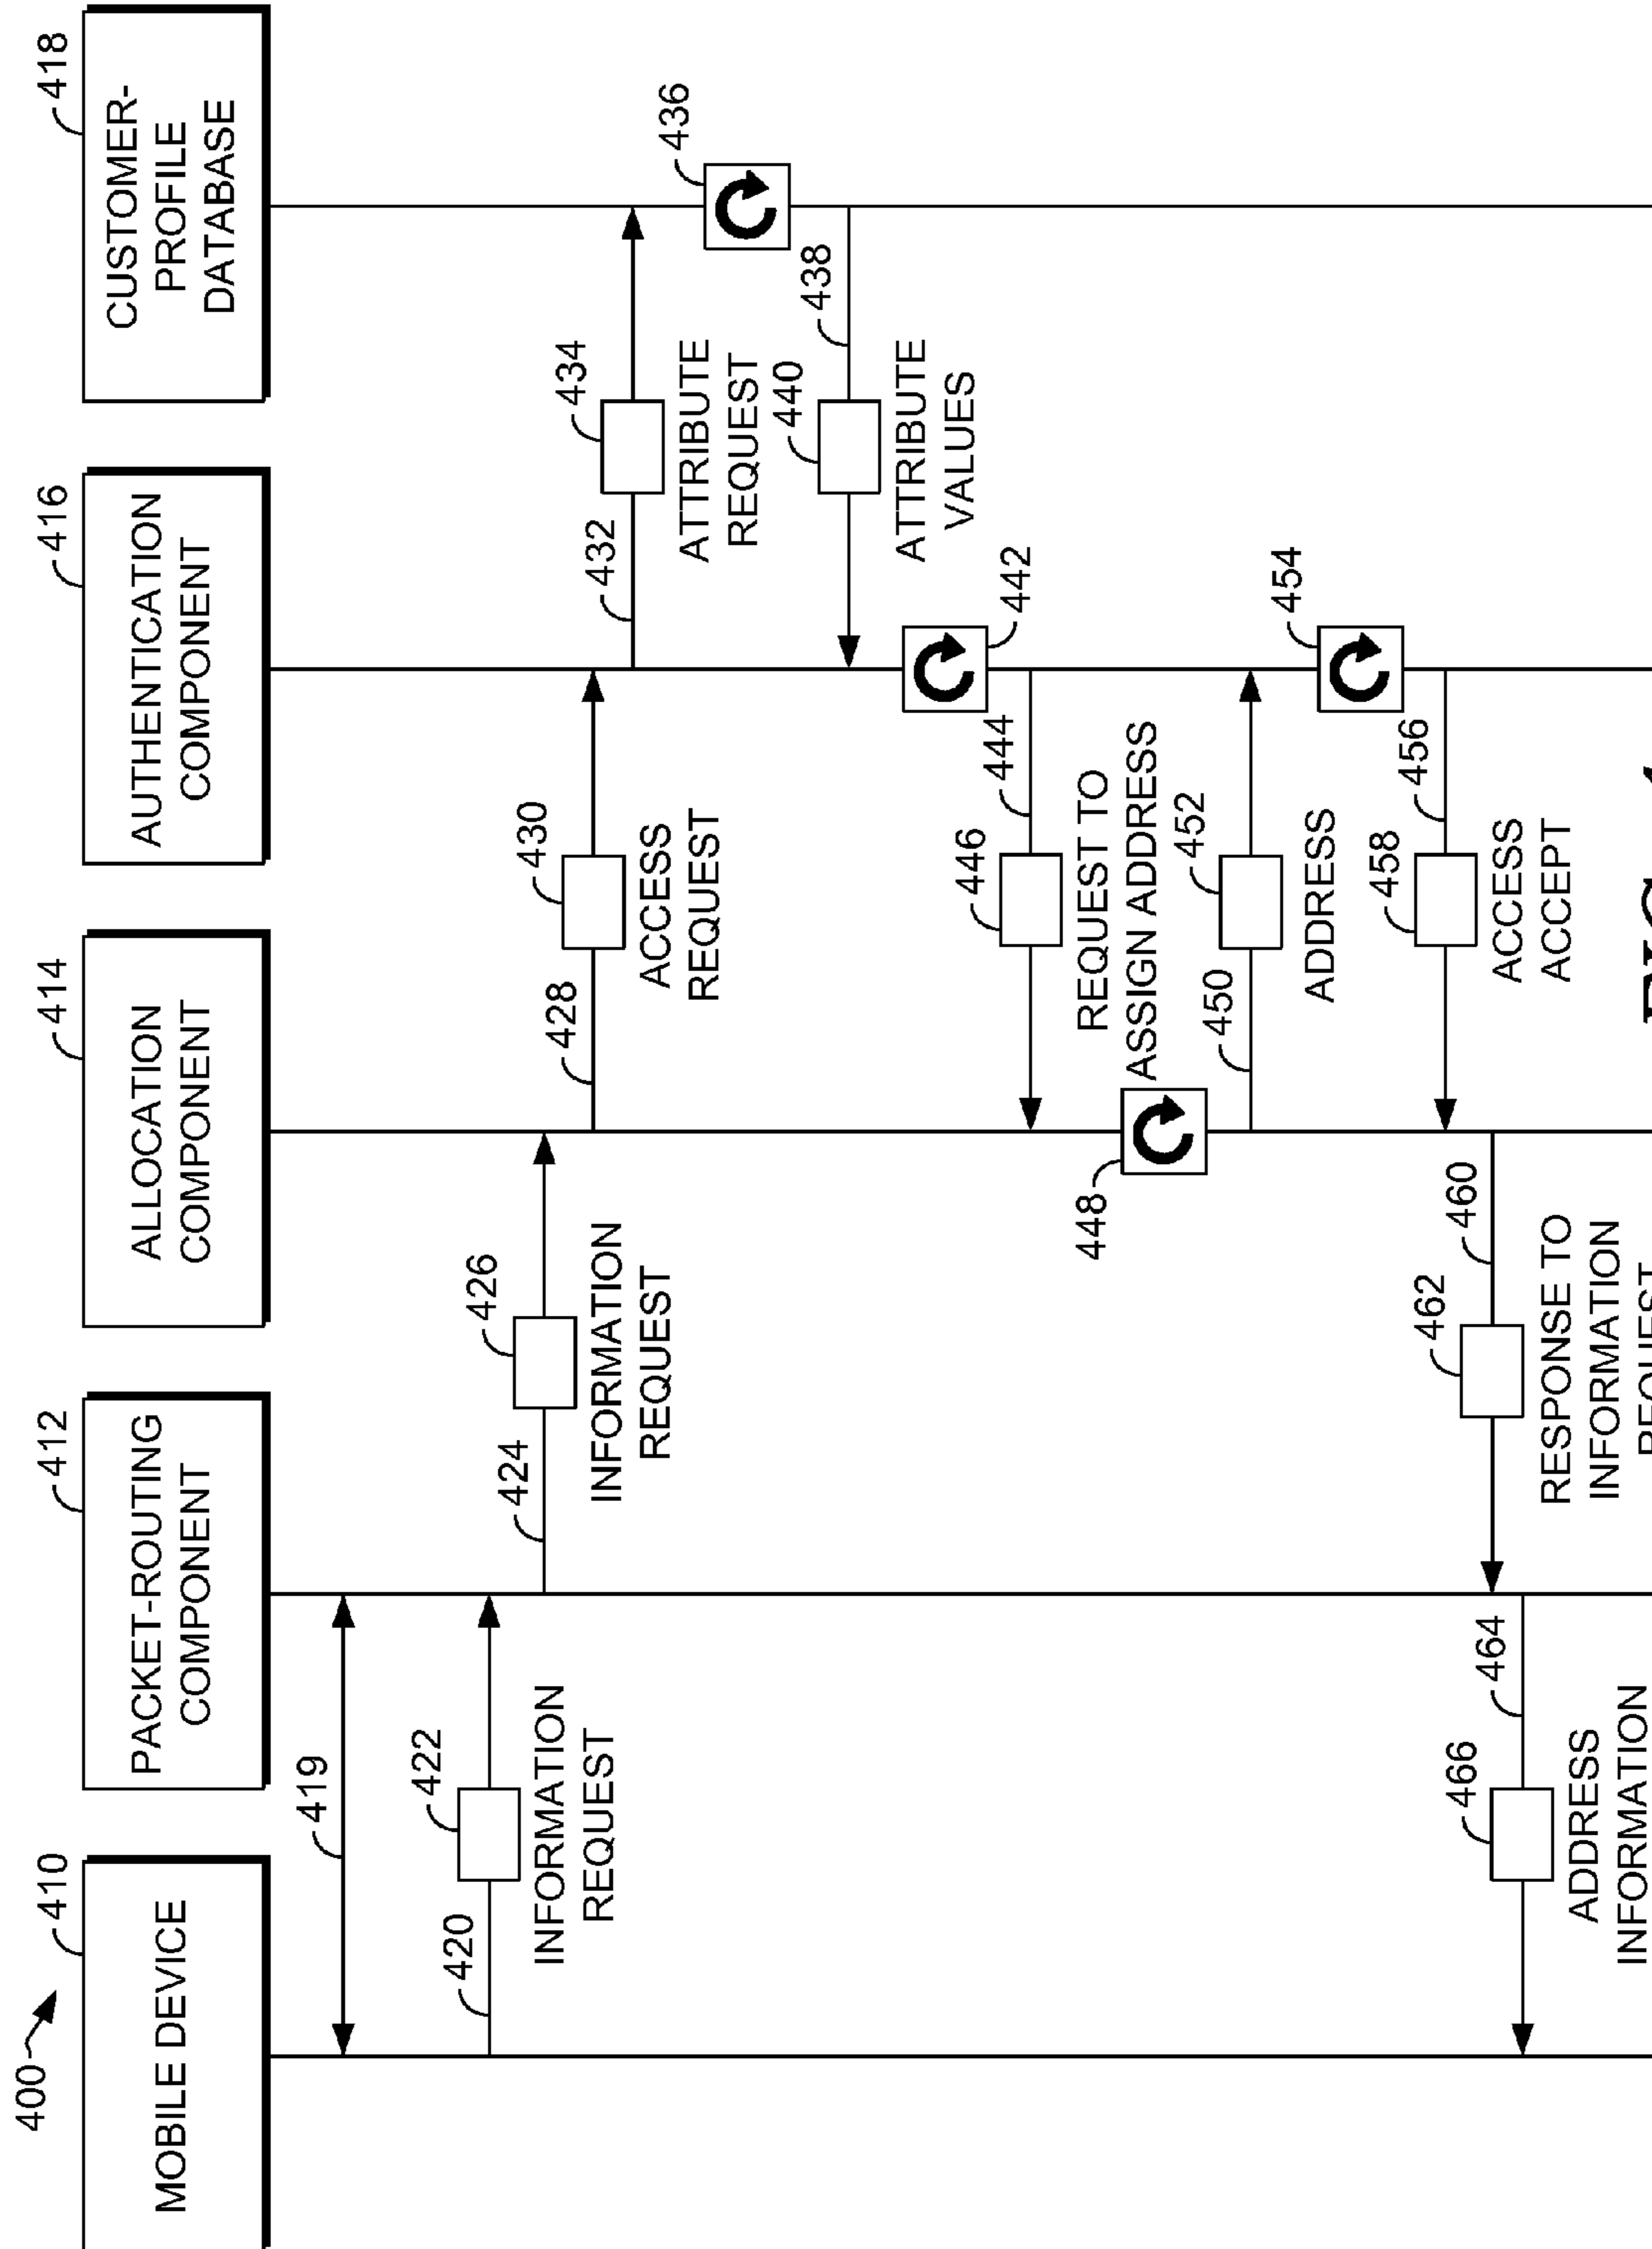 400
410
412
414
416
418
MOBILE DEVICE
PACKET-ROUTING
COMPONENT
ALLOCATION
COMPONENT
AUTHENTICATION
COMPONENT
CUSTOMER-
PROFILE
DATABASE
419
420
422
INFORMATION
REQUEST
424
426
INFORMATION
REQUEST
428
430
ACCESS
REQUEST
432
434
ATTRIBUTE
REQUEST
436
438
440
ATTRIBUTE
VALUES
442
444
446
REQUEST TO
ASSIGN ADDRESS
448
450
452
ADDRESS
454
456
458
ACCESS
ACCEPT
460
462
RESPONSE TO
INFORMATION
REQUEST
464
466
ADDRESS
INFORMATION